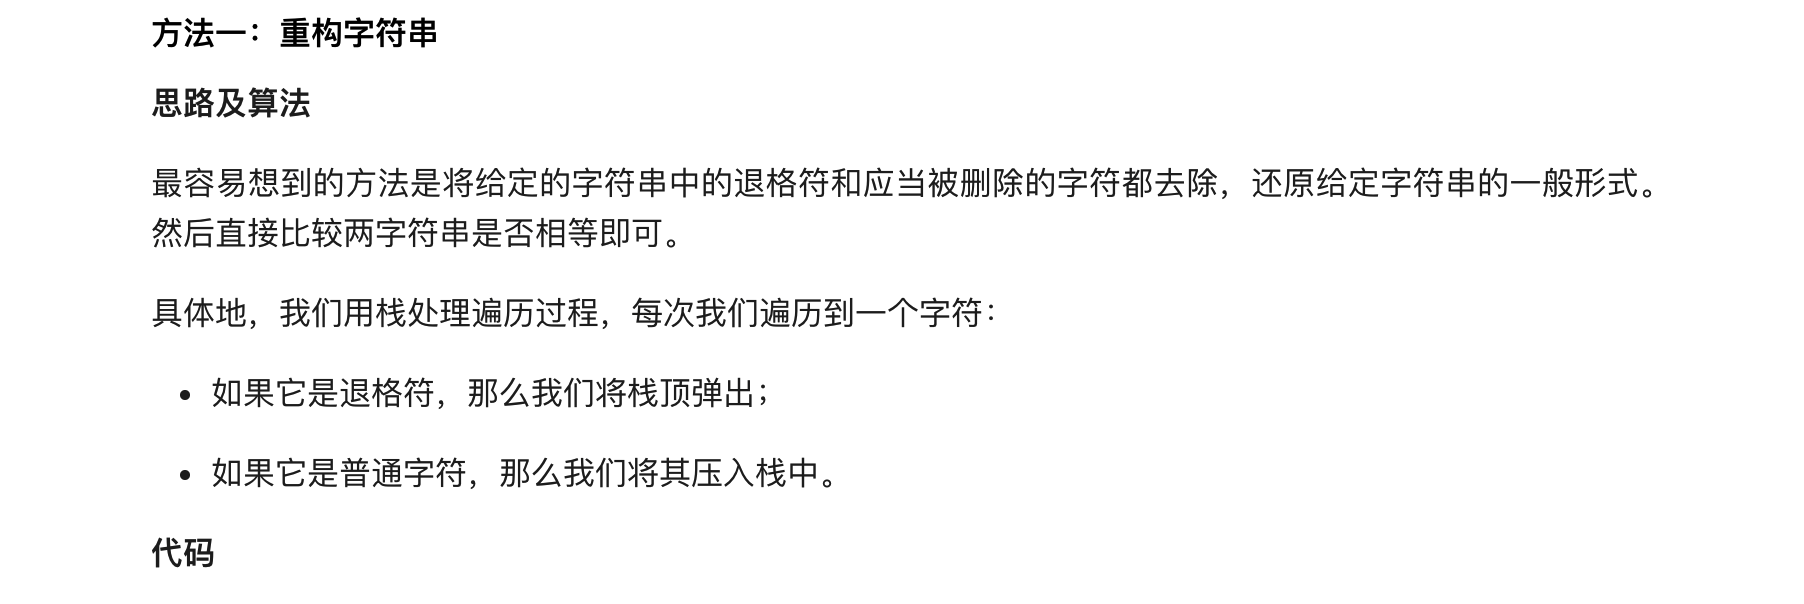 方法一：重构字符串
思路及算法
最容易想到的方法是将给定的字符串中的退格符和应当被删除的字符都去除，还原给定字符串的一般形式。
然后直接比较两字符串是否相等即可。
具体地，我们用栈处理遍历过程，每次我们遍历到一个字符：
• 如果它是退格符，那么我们将栈顶弹出；
• 如果它是普通字符，那么我们将其压入栈中。
代码